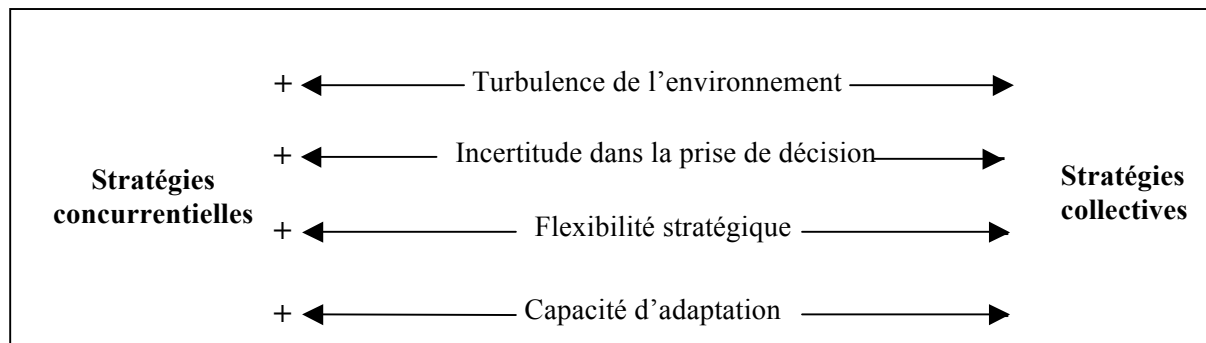 + Turbulence de l’environnement
+ Incertitude dans la prise de décision
Stratégies
concurrentielles
Stratégies
collectives
+ Flexibilité stratégique
+ Capacité d’adaptation